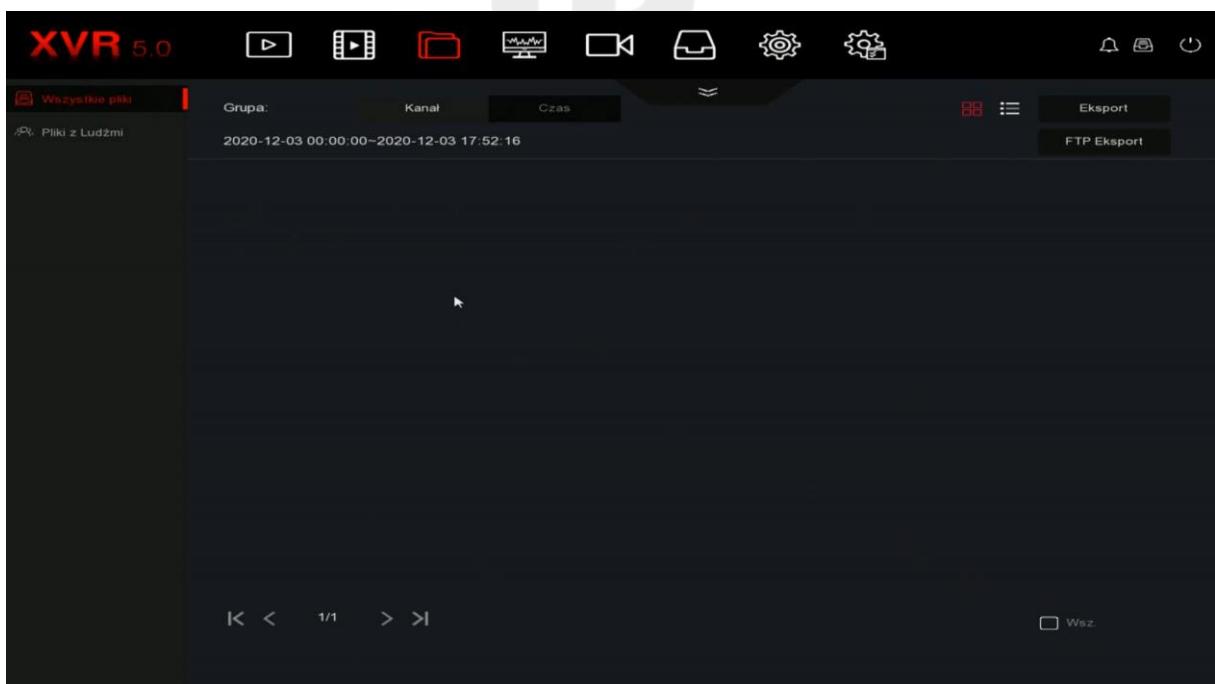 XVR 5.0
Wszystkie pliki
Pliki z Ludźmi
Grupa: Kanał Czas Eksport
2020-12-03 00:00:00~2020-12-03 17:52:16 FTP Eksport
1/1
Wsz.